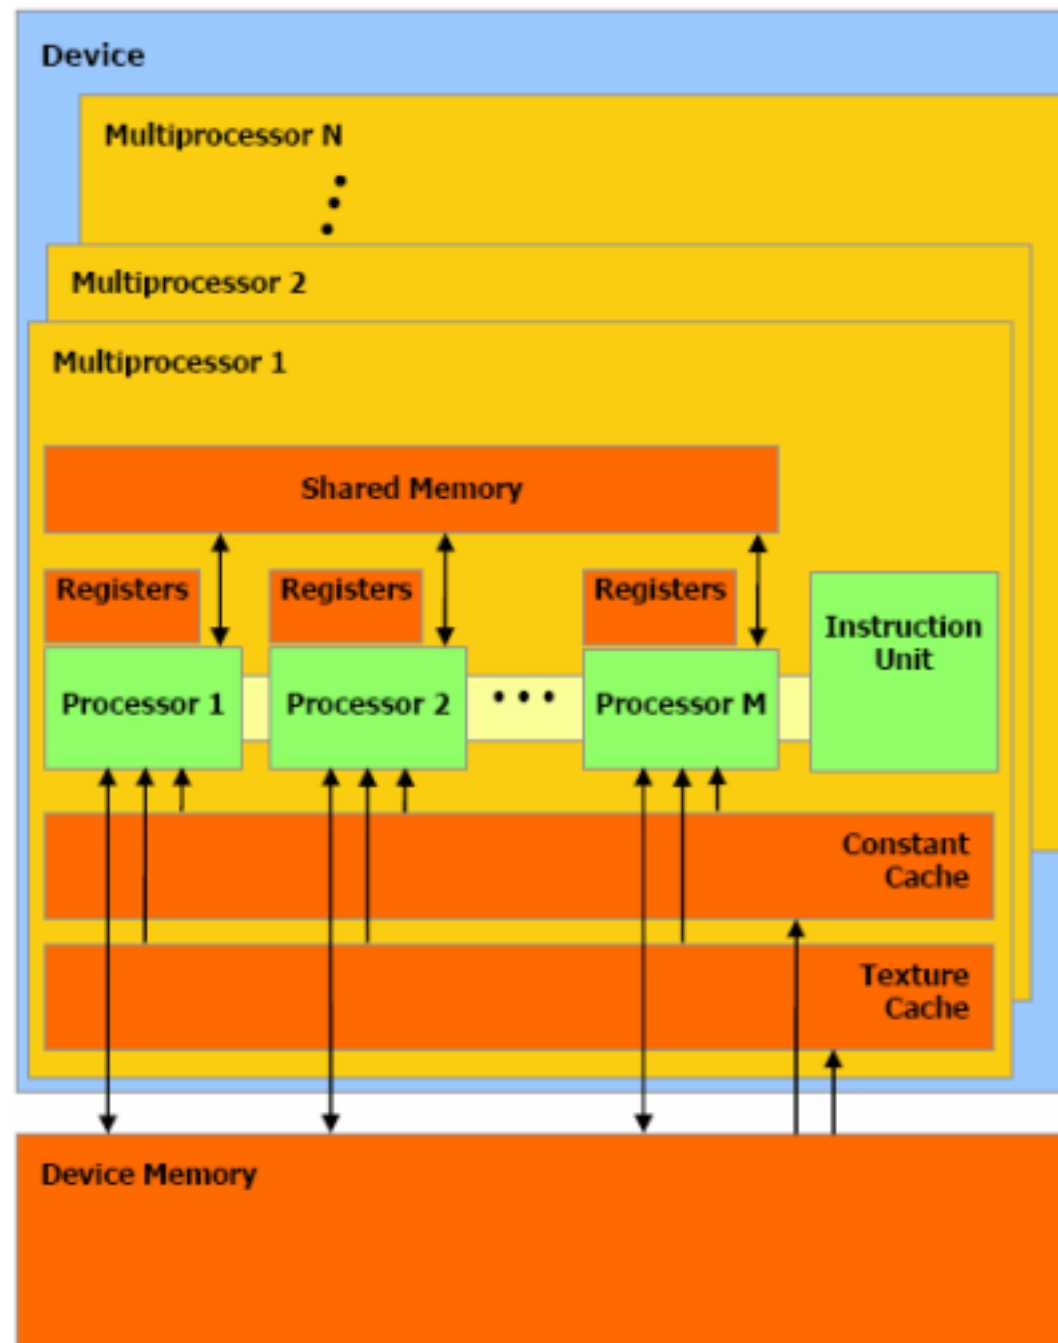 Device
Multiprocessor N
Multiprocessor 2
Multiprocessor 1
Shared Memory
Registers
Registers
Registers
Instruction
Unit
Processor 1
Processor 2
...
Processor M
Constant
Cache
Texture
Cache
Device Memory